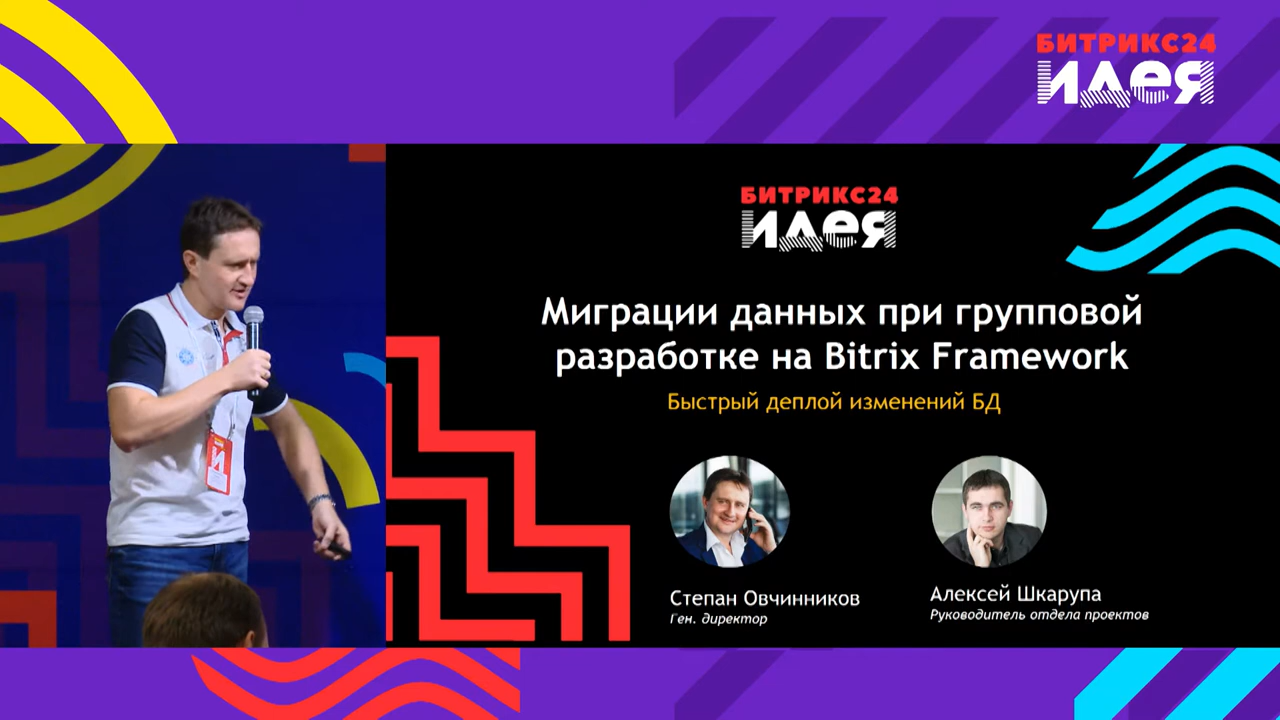 БИТРИКС24
идея
БИТРИКС24
идея
Миграции данных при групповой
разработке на Bitrix Framework
Быстрый деплой изменений БД
Степан Овчинников
Ген. директор
Алексей Шкарупа
Руководитель отдела проектов